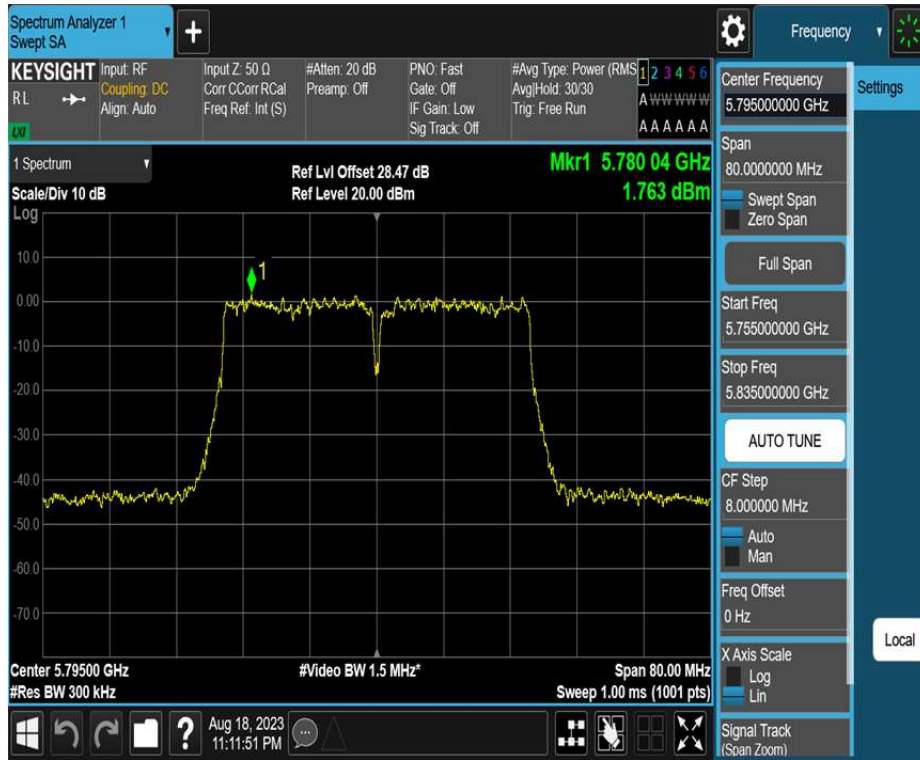 Spectrum Analyzer 1
Swept SA
+
Frequency
KEYSIGHT
RL
LXI
Input: RF
Coupling: DC
Align: Auto
Input Z: 50 Ω
Corr CCorr RCal
Freq Ref: Int (S)
#Atten: 20 dB
Preamp: Off
PNO: Fast
Gate: Off
IF Gain: Low
Sig Track: Off
#Avg Type: Power (RMS
Avg|Hold: 30/30
Trig: Free Run
1 2 3 4 5 6
A W W W W W
A A A A A A
1 Spectrum
Scale/Div 10 dB
Log
Ref Lvl Offset 28.47 dB
Ref Level 20.00 dBm
Mkr1 5.780 04 GHz
1.763 dBm
1
10.0
0.00
-10.0
-20.0
-30.0
-40.0
-50.0
-60.0
-70.0
Center 5.79500 GHz
#Res BW 300 kHz
#Video BW 1.5 MHz*
Span 80.00 MHz
Sweep 1.00 ms (1001 pts)
?
Aug 18, 2023
11:11:51 PM
Center Frequency
5.795000000 GHz
Settings
Span
80.0000000 MHz
Swept Span
Zero Span
Full Span
Start Freq
5.755000000 GHz
Stop Freq
5.835000000 GHz
AUTO TUNE
CF Step
8.000000 MHz
Auto
Man
Freq Offset
0 Hz
Local
X Axis Scale
Log
Lin
Signal Track
(Span Zoom)